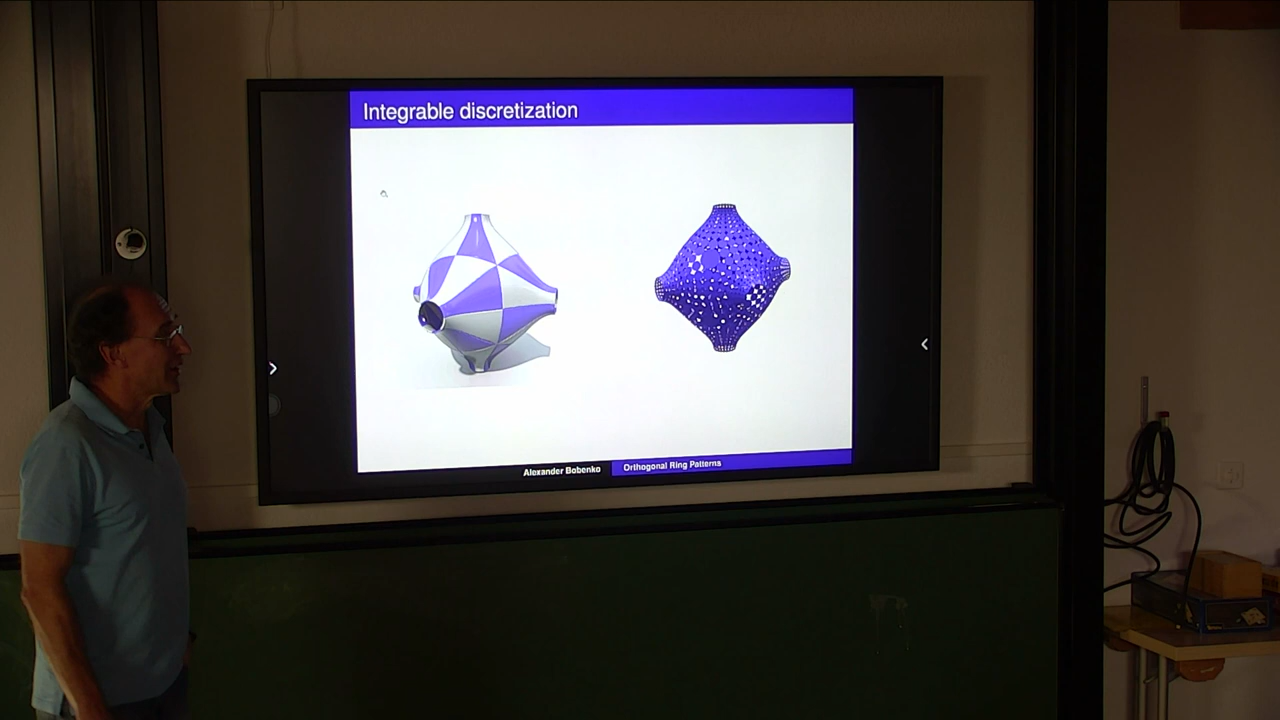 Integrable discretization
Alexander Bobenko
Orthogonal Ring Patterns